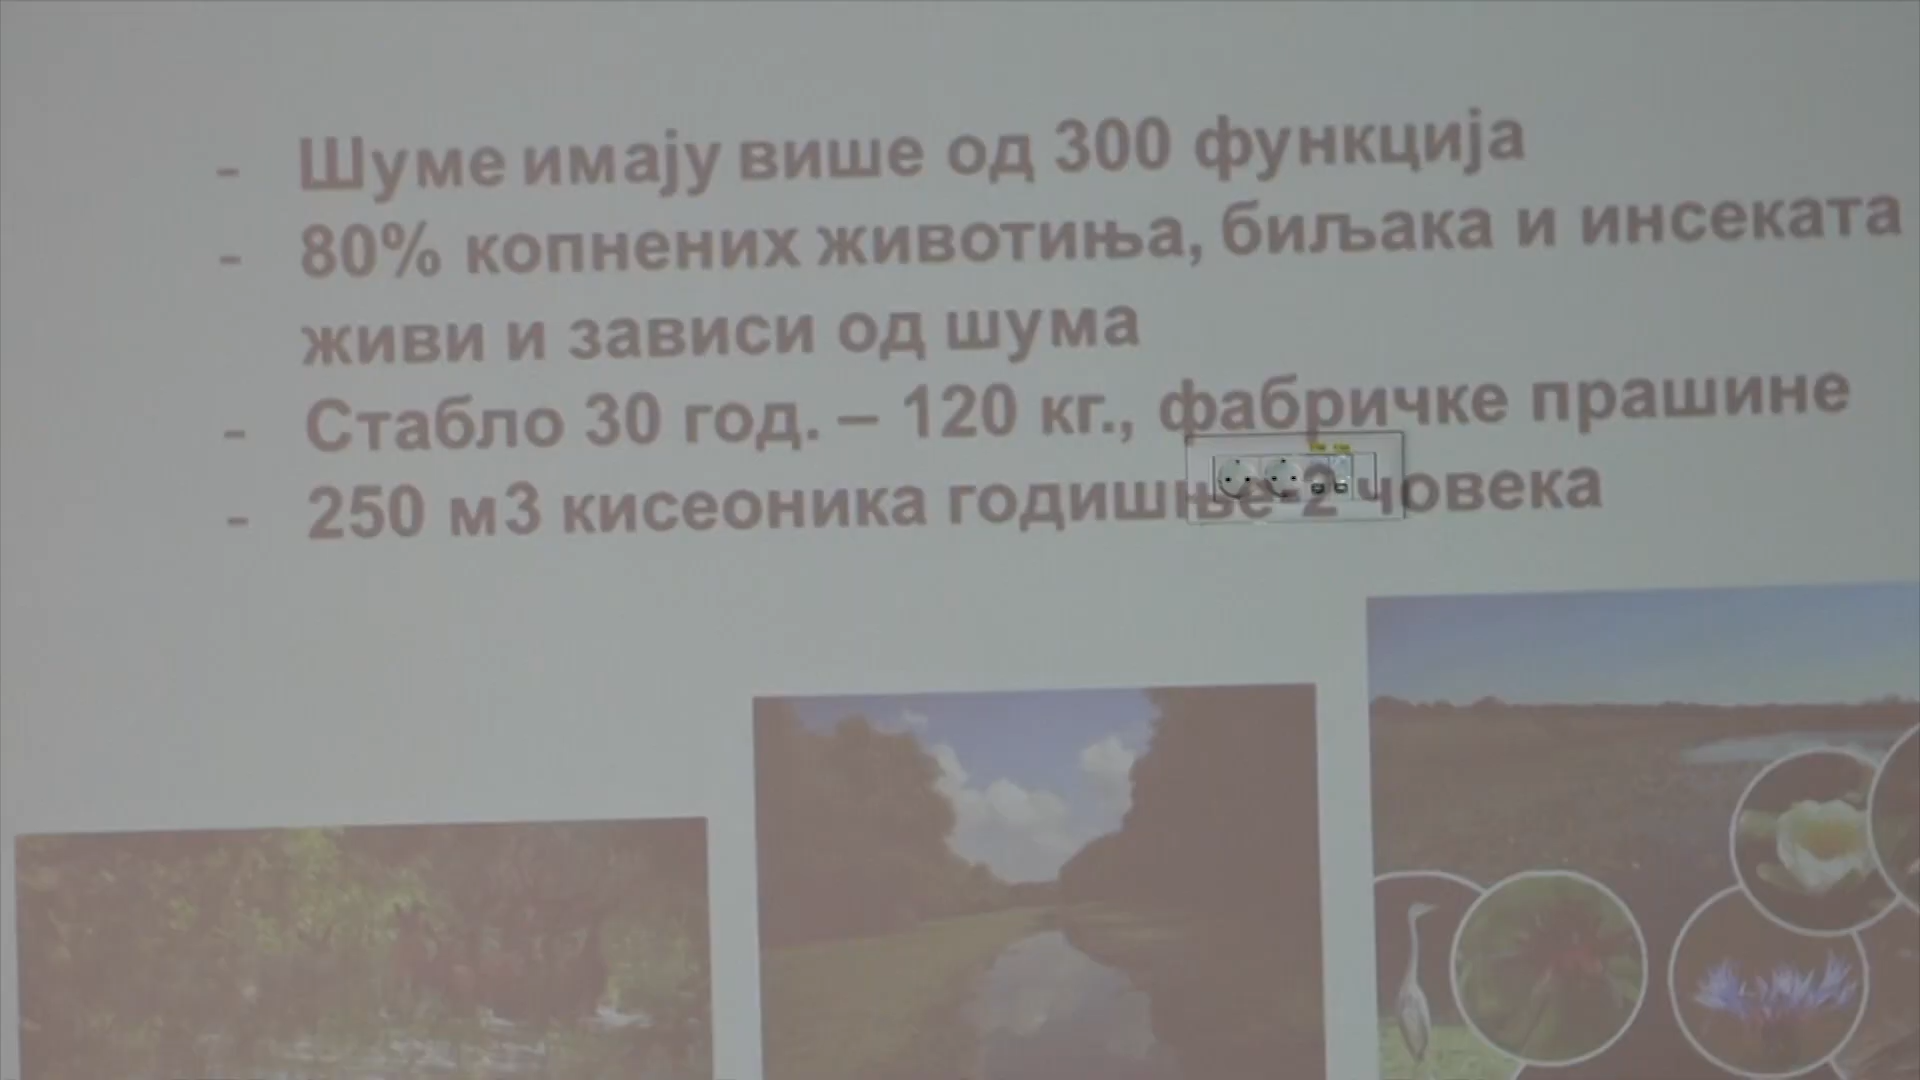 - Шуме имају више од 300 функција
- 80% копнених животиња, биљака и инсеката
живи и зависи од шума
- Стабло 30 год. – 120 кг., фабричке прашине
- 250 м3 кисеоника годишње-2 човека